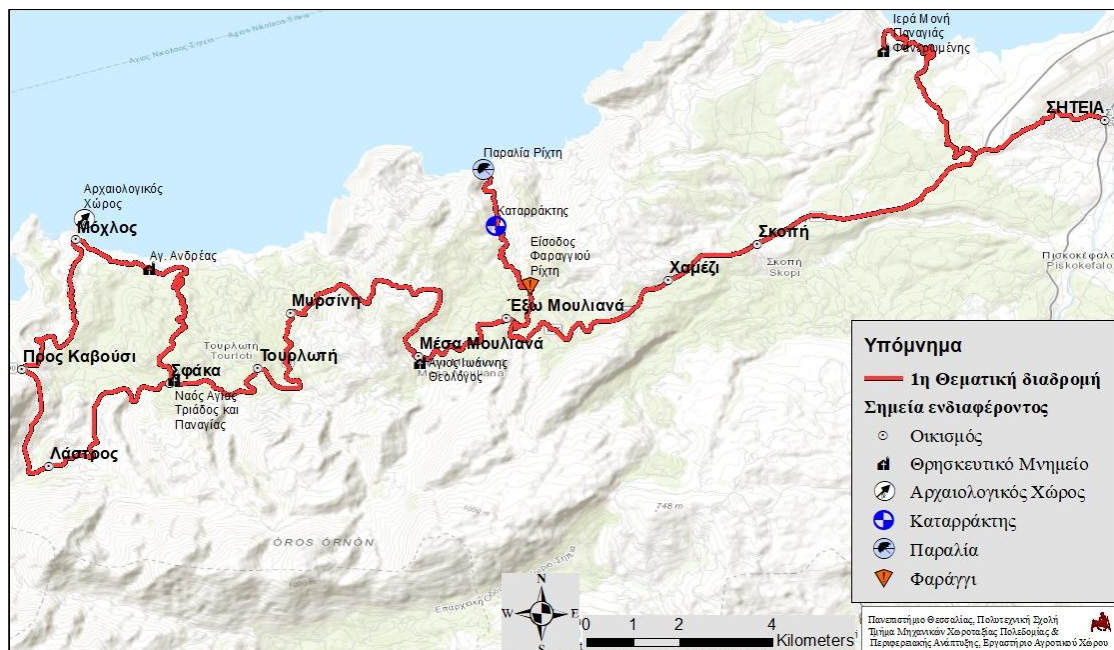 Ιερά Μονή
Παναγιάς
Φανερωμένης
ΣΗΤΕΙΑ
Παραλία Ρίχτη
Αρχαιολογικός
Χώρος
Μόχλος
Καταρράκτης
Αγ. Ανδρέας
Είσοδος
Φαραγγιού
Ρίχτη
Σκοπή
Σκοπή
Skopi
Πισκοκέφαλο
Piskokefalo
Χαμέζι
Μυρσίνη
Έξω Μουλιανά
Τουρλωτή
Tourloti
Τουρλωτή
Μέσα Μουλιανά
Άγιος Ιωάννης
Θεολόγος
Προς Καβούσι
Σφάκα
Ναός Αγίας
Τριάδος και
Παναγίας
Λάστρος
748 m
ÓROS ORNÓN
Υπόμνημα
1η Θεματική διαδρομή
Σημεία ενδιαφέροντος
Οικισμός
Θρησκευτικό Μνημείο
Αρχαιολογικός Χώρος
Καταρράκτης
Παραλία
Φαράγγι
N
W E
S
0 1 2 4
Kilometers
Πανεπιστήμιο Θεσσαλίας, Πολυτεχνική Σχολή
Τμήμα Μηχανικών Χωροταξίας Πολεοδομίας &
Περιφερειακής Ανάπτυξης, Εργαστήριο Αγροτικού Χώρου